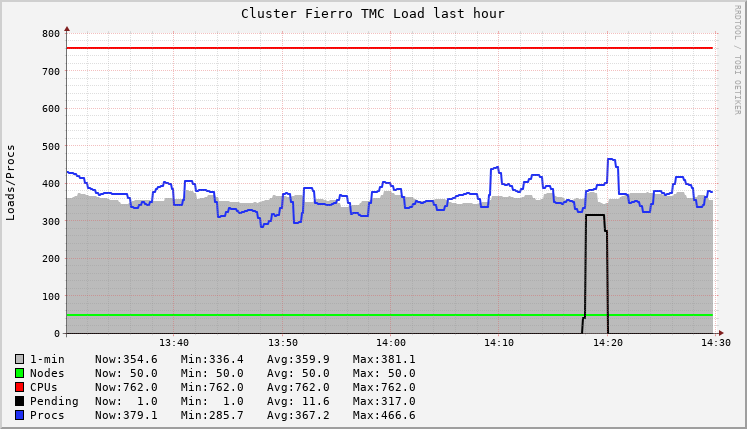 Cluster Fierro TMC Load last hour
RRDTOOL / TOBI OETIKER
Loads/Procs
800
700
600
500
400
300
200
100
0
13:40 13:50 14:00 14:10 14:20 14:30
1-min Now:354.6 Min:336.4 Avg:359.9 Max:381.1
Nodes Now: 50.0 Min: 50.0 Avg: 50.0 Max: 50.0
CPUs Now:762.0 Min:762.0 Avg:762.0 Max:762.0
Pending Now: 1.0 Min: 1.0 Avg: 11.6 Max:317.0
Procs Now:379.1 Min:285.7 Avg:367.2 Max:466.6